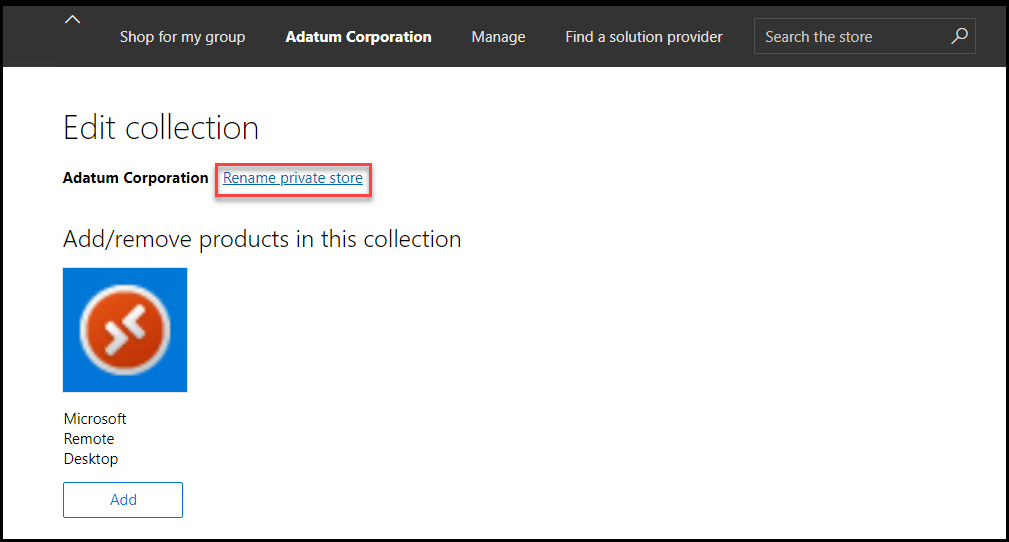 Shop for my group Adatum Corporation Manage Find a solution provider Search the store
Edit collection
Adatum Corporation Rename private store
Add/remove products in this collection
Microsoft
Remote
Desktop
Add